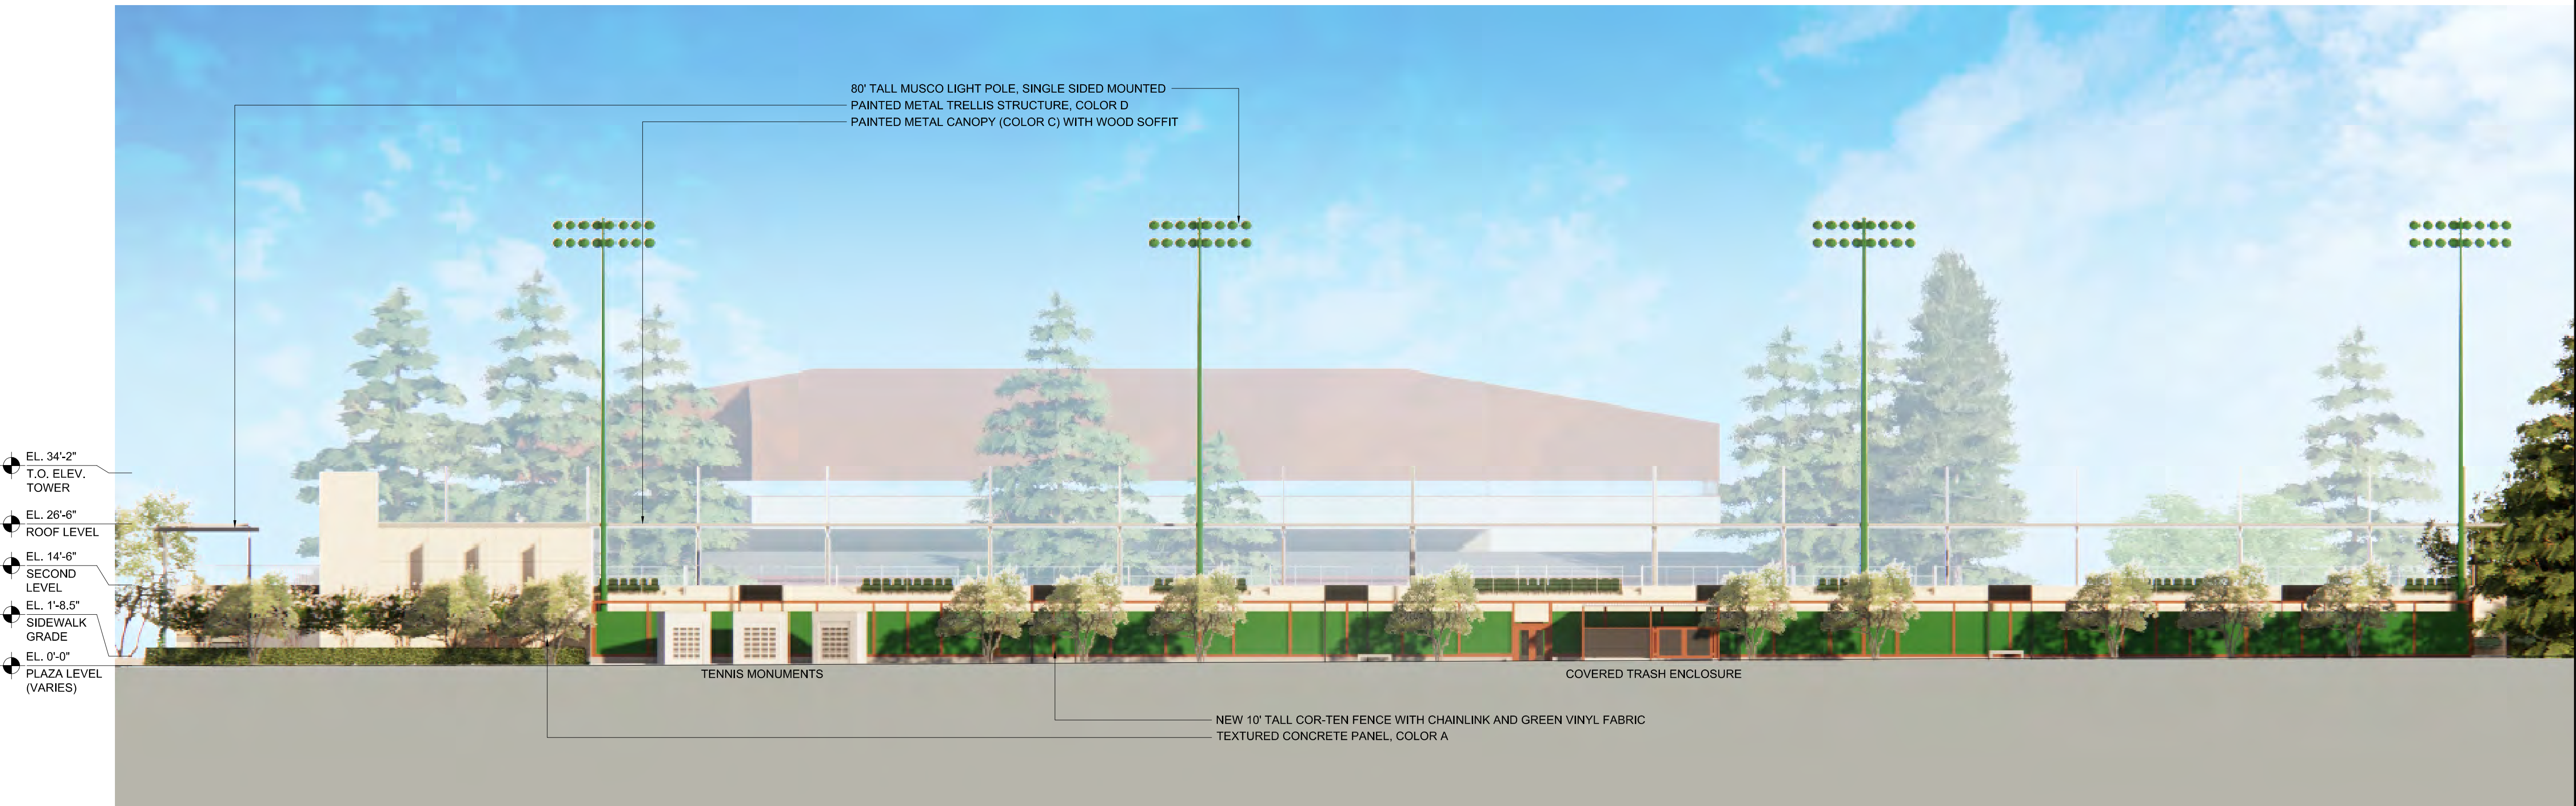 80' TALL MUSCO LIGHT POLE, SINGLE SIDED MOUNTED
PAINTED METAL TRELLIS STRUCTURE, COLOR D
PAINTED METAL CANOPY (COLOR C) WITH WOOD SOFFIT
EL. 34'-2"
T.O. ELEV.
TOWER
EL. 26'-6"
ROOF LEVEL
EL. 14'-6"
SECOND
LEVEL
EL. 1'-8.5"
SIDEWALK
GRADE
EL. 0'-0"
PLAZA LEVEL
(VARIES)
TENNIS MONUMENTS
COVERED TRASH ENCLOSURE
NEW 10' TALL COR-TEN FENCE WITH CHAINLINK AND GREEN VINYL FABRIC
TEXTURED CONCRETE PANEL, COLOR A